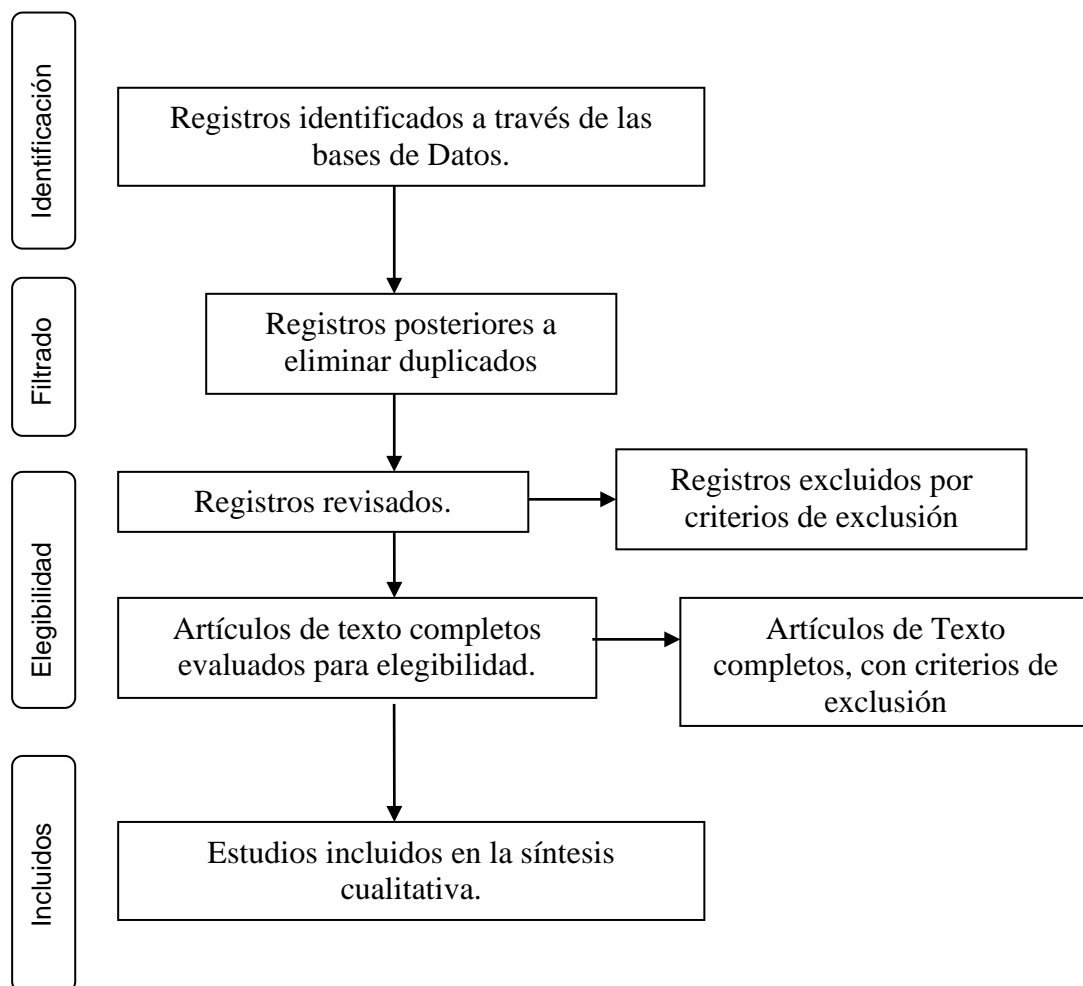 Identificación
Registros identificados a través de las
bases de Datos.
Filtrado
Registros posteriores a
eliminar duplicados
Elegibilidad
Registros revisados.
Registros excluidos por
criterios de exclusión
Artículos de texto completos
evaluados para elegibilidad.
Artículos de Texto
completos, con criterios de
exclusión
Incluidos
Estudios incluidos en la síntesis
cualitativa.